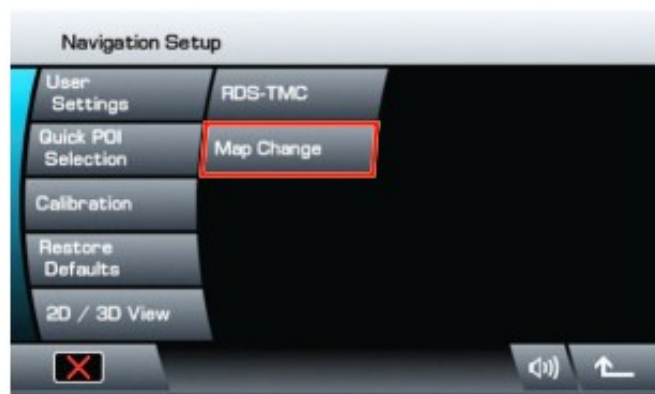 Navigation Setup
User
Settings
RDS-TMC
Quick POI
Selection
Map Change
Calibration
Restore
Defaults
2D / 3D View